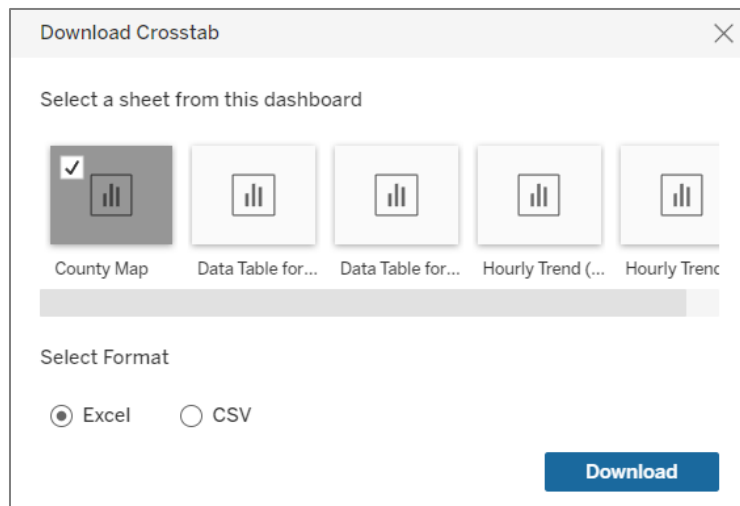 Download Crosstab
Select a sheet from this dashboard
County Map
Data Table for...
Data Table for...
Hourly Trend (...
Hourly Trend
Select Format
Excel
CSV
Download